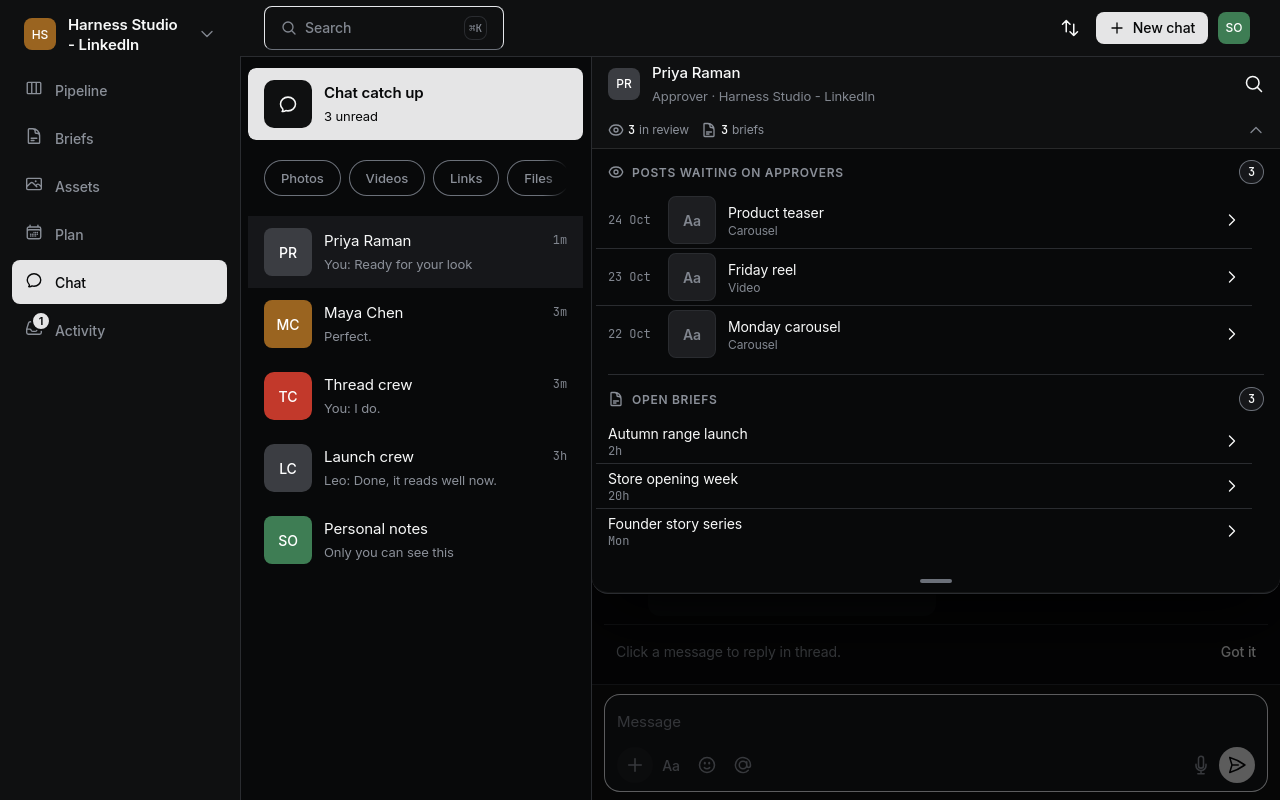 HS
Harness Studio
- LinkedIn
Search
⌘K
New chat
SO
Pipeline
Briefs
Assets
Plan
Chat
1
Activity
Chat catch up
3 unread
Photos
Videos
Links
Files
PR
Priya Raman
1m
You: Ready for your look
MC
Maya Chen
3m
Perfect.
TC
Thread crew
3m
You: I do.
LC
Launch crew
3h
Leo: Done, it reads well now.
SO
Personal notes
Only you can see this
PR
Priya Raman
Approver · Harness Studio - LinkedIn
3 in review
3 briefs
POSTS WAITING ON APPROVERS
3
24 Oct
Aa
Product teaser
Carousel
23 Oct
Aa
Friday reel
Video
22 Oct
Aa
Monday carousel
Carousel
OPEN BRIEFS
3
Autumn range launch
2h
Store opening week
20h
Founder story series
Mon
Click a message to reply in thread.
Got it
Message
Aa